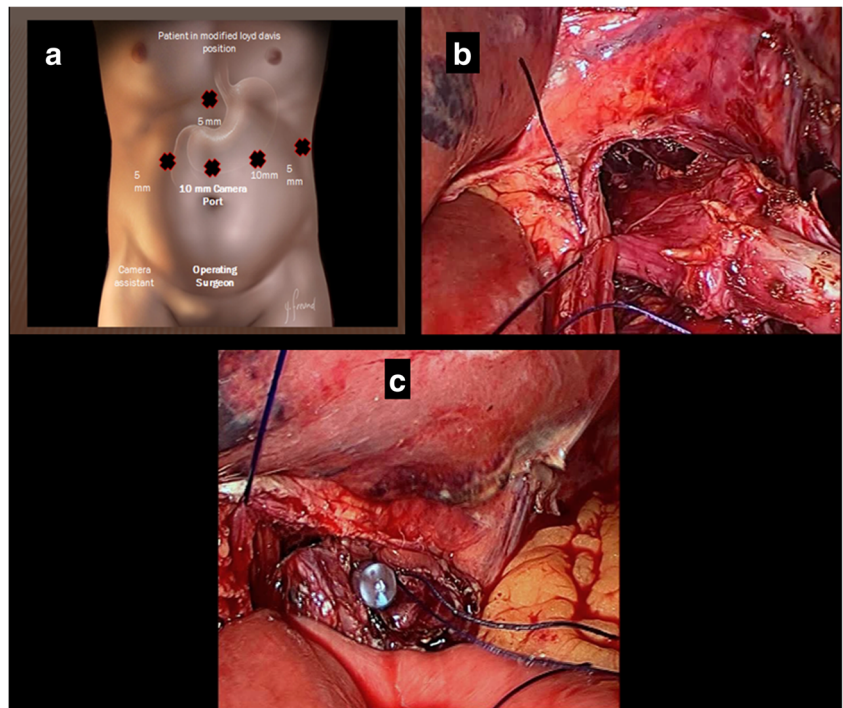 a
Patient in modified loyd davis
position
5 mm
5
mm
10 mm Camera
Port
10mm
5
mm
Camera
assistant
Operating
Surgeon
g.freund
b
c